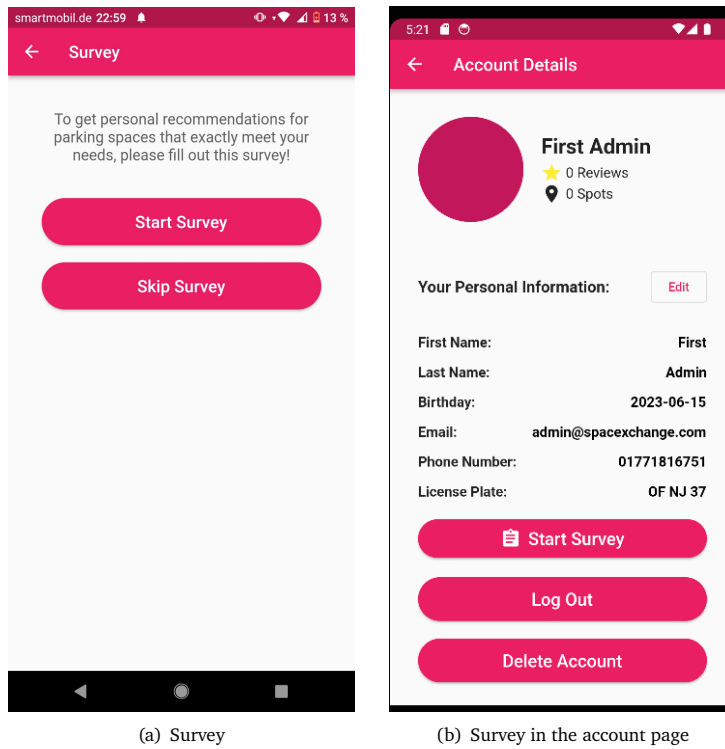 smartmobil.de 22:59
13 %
Survey
To get personal recommendations for
parking spaces that exactly meet your
needs, please fill out this survey!
Start Survey
Skip Survey
(a) Survey
5:21
Account Details
First Admin
0 Reviews
0 Spots
Your Personal Information:
Edit
First Name: First
Last Name: Admin
Birthday: 2023-06-15
Email: admin@spacexchange.com
Phone Number: 01771816751
License Plate: OF NJ 37
Start Survey
Log Out
Delete Account
(b) Survey in the account page